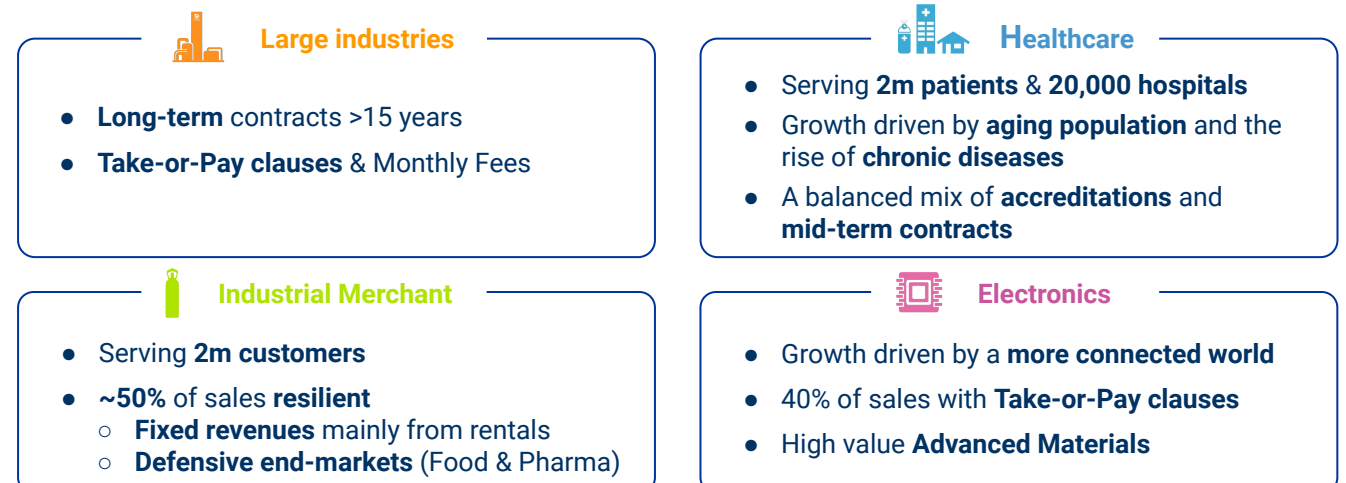 Large industries
● Long-term contracts >15 years
● Take-or-Pay clauses & Monthly Fees
Healthcare
● Serving 2m patients & 20,000 hospitals
● Growth driven by aging population and the
rise of chronic diseases
● A balanced mix of accreditations and
mid-term contracts
Industrial Merchant
● Serving 2m customers
● ~50% of sales resilient
○ Fixed revenues mainly from rentals
○ Defensive end-markets (Food & Pharma)
Electronics
● Growth driven by a more connected world
● 40% of sales with Take-or-Pay clauses
● High value Advanced Materials